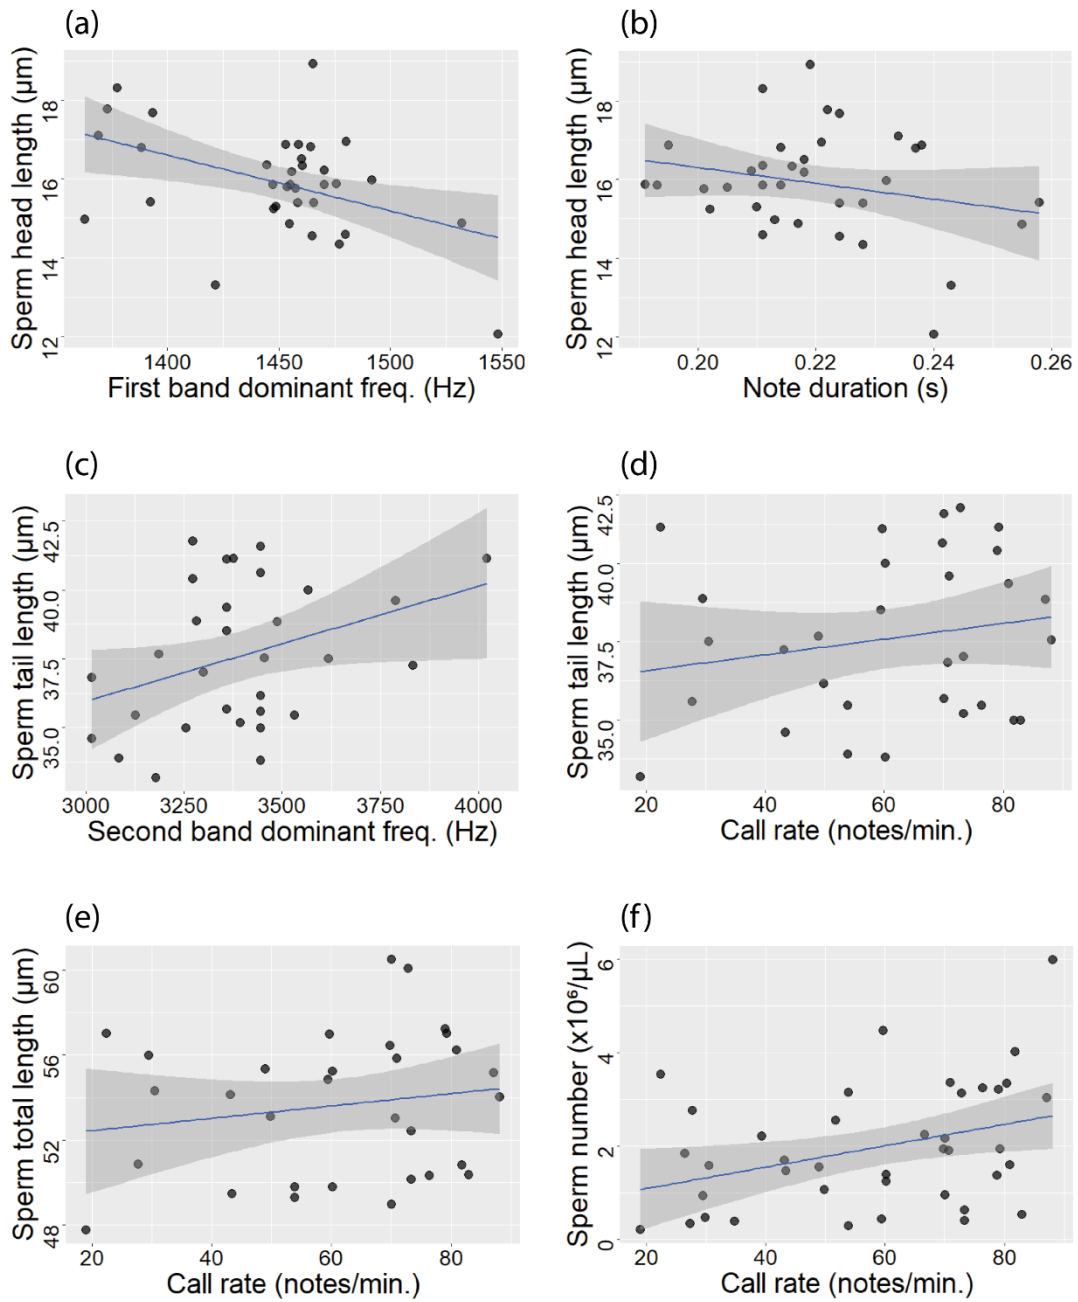 (a)
Sperm head length (µm)
18
16
14
12
1400 1450 1500 1550
First band dominant freq. (Hz)
(b)
Sperm head length (µm)
18
16
14
12
0.20 0.22 0.24 0.26
Note duration (s)
(c)
Sperm tail length (µm)
42.5
40.0
37.5
35.0
3000 3250 3500 3750 4000
Second band dominant freq. (Hz)
(d)
Sperm tail length (µm)
42.5
40.0
37.5
35.0
20 40 60 80
Call rate (notes/min.)
(e)
Sperm total length (µm)
60
56
52
48
20 40 60 80
Call rate (notes/min.)
(f)
Sperm number (x10⁶/µL)
6
4
2
0
20 40 60 80
Call rate (notes/min.)